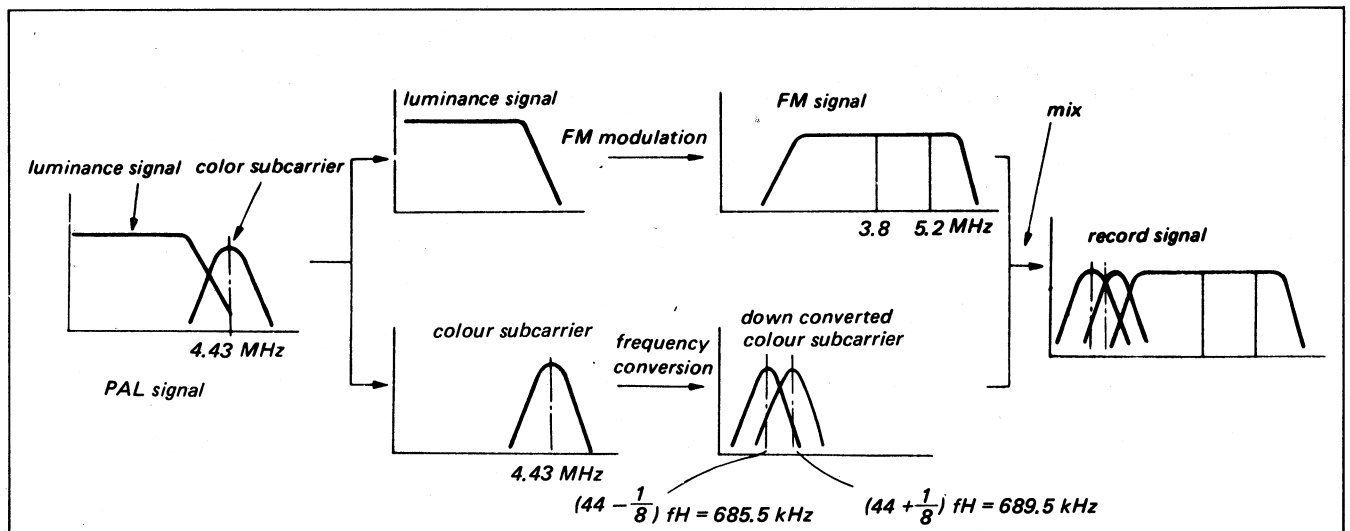 luminance signal
color subcarrier
4.43 MHz
PAL signal
luminance signal
FM modulation
FM signal
3.8
5.2 MHz
colour subcarrier
4.43 MHz
frequency
conversion
down converted
colour subcarrier
(44 - 1/8) fH = 685.5 kHz
(44 + 1/8) fH = 689.5 kHz
mix
record signal